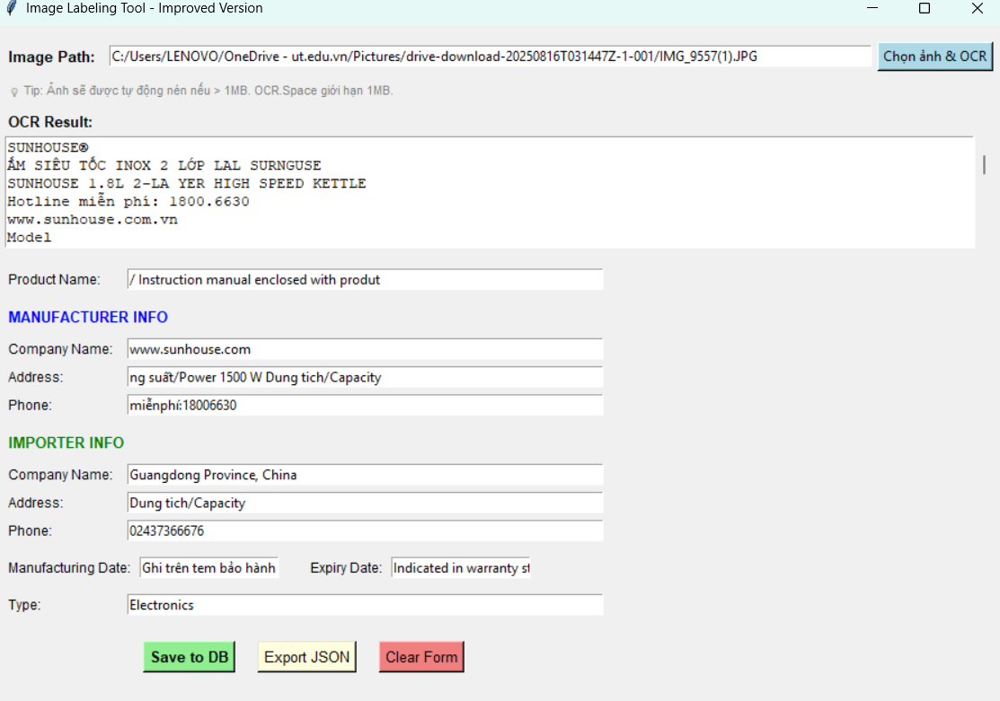 Image Labeling Tool - Improved Version
Image Path: C:/Users/LENOVO/OneDrive - ut.edu.vn/Pictures/drive-download-20250816T031447Z-1-001/IMG_9557(1).JPG Chọn ảnh & OCR
Tip: Ảnh sẽ được tự động nén nếu > 1MB. OCR.Space giới hạn 1MB.
OCR Result:
SUNHOUSE®
ẤM SIÊU TỐC INOX 2 LỚP LAL SURNGUSE
SUNHOUSE 1.8L 2-LA YER HIGH SPEED KETTLE
Hotline miễn phí: 1800.6630
www.sunhouse.com.vn
Model
Product Name: / Instruction manual enclosed with produt
MANUFACTURER INFO
Company Name: www.sunhouse.com
Address: ng suất/Power 1500 W Dung tich/Capacity
Phone: miễnphí:18006630
IMPORTER INFO
Company Name: Guangdong Province, China
Address: Dung tich/Capacity
Phone: 02437366676
Manufacturing Date: Ghi trên tem bảo hành Expiry Date: Indicated in warranty st
Type: Electronics
Save to DB Export JSON Clear Form